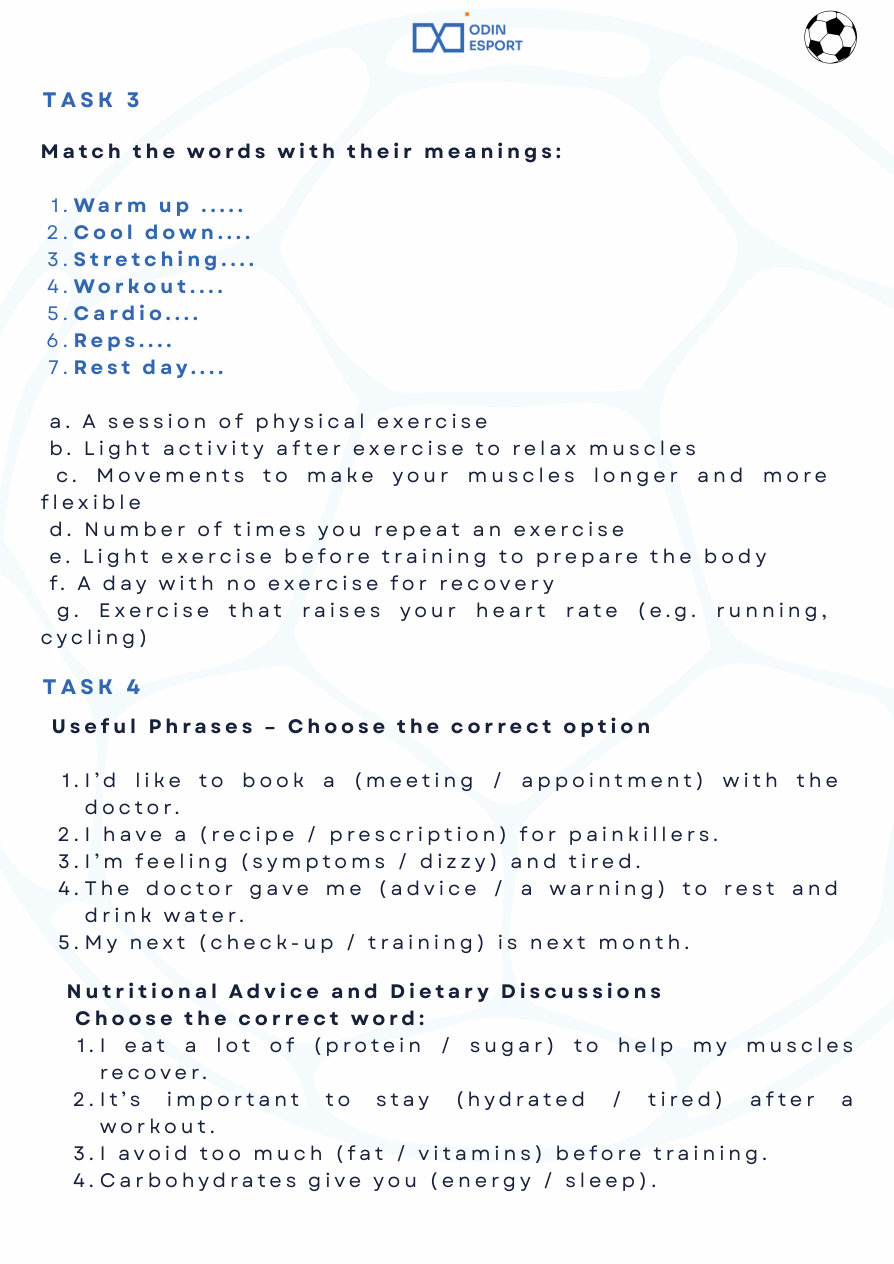 ODIN
ESPORT
TASK 3
Match the words with their meanings:
1. Warm up .....
2. Cool down....
3. Stretching....
4. Workout....
5. Cardio....
6. Reps....
7. Rest day....
a. A session of physical exercise
b. Light activity after exercise to relax muscles
c. Movements to make your muscles longer and more
flexible
d. Number of times you repeat an exercise
e. Light exercise before training to prepare the body
f. A day with no exercise for recovery
g. Exercise that raises your heart rate (e.g. running,
cycling)
TASK 4
Useful Phrases – Choose the correct option
1. I’d like to book a (meeting / appointment) with the
doctor.
2. I have a (recipe / prescription) for painkillers.
3. I’m feeling (symptoms / dizzy) and tired.
4. The doctor gave me (advice / a warning) to rest and
drink water.
5. My next (check-up / training) is next month.
Nutritional Advice and Dietary Discussions
Choose the correct word:
1. I eat a lot of (protein / sugar) to help my muscles
recover.
2. It’s important to stay (hydrated / tired) after a
workout.
3. I avoid too much (fat / vitamins) before training.
4. Carbohydrates give you (energy / sleep).